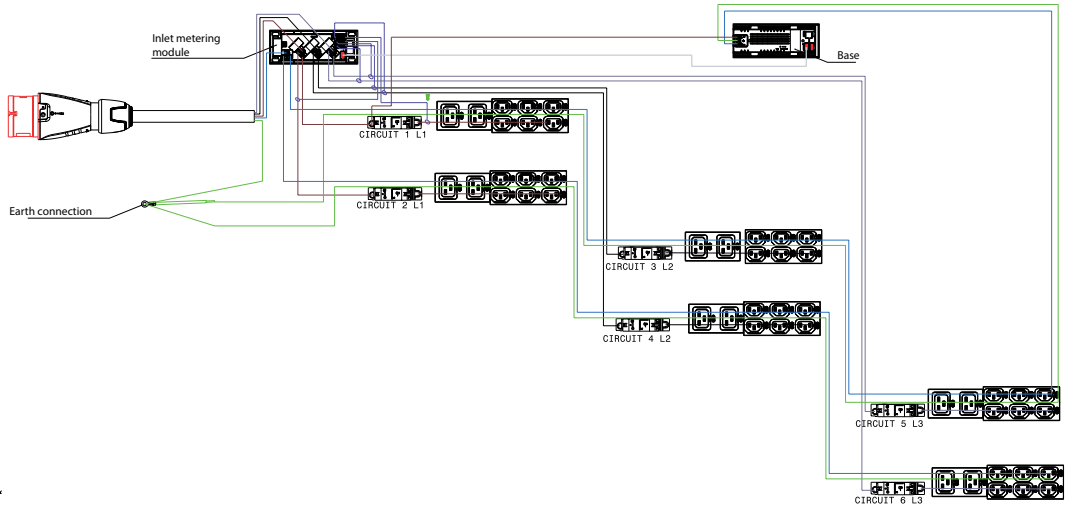 Inlet metering
module
Base
CIRCUIT 1 L1
CIRCUIT 2 L1
Earth connection
CIRCUIT 3 L2
CIRCUIT 4 L2
CIRCUIT 5 L3
CIRCUIT 6 L3